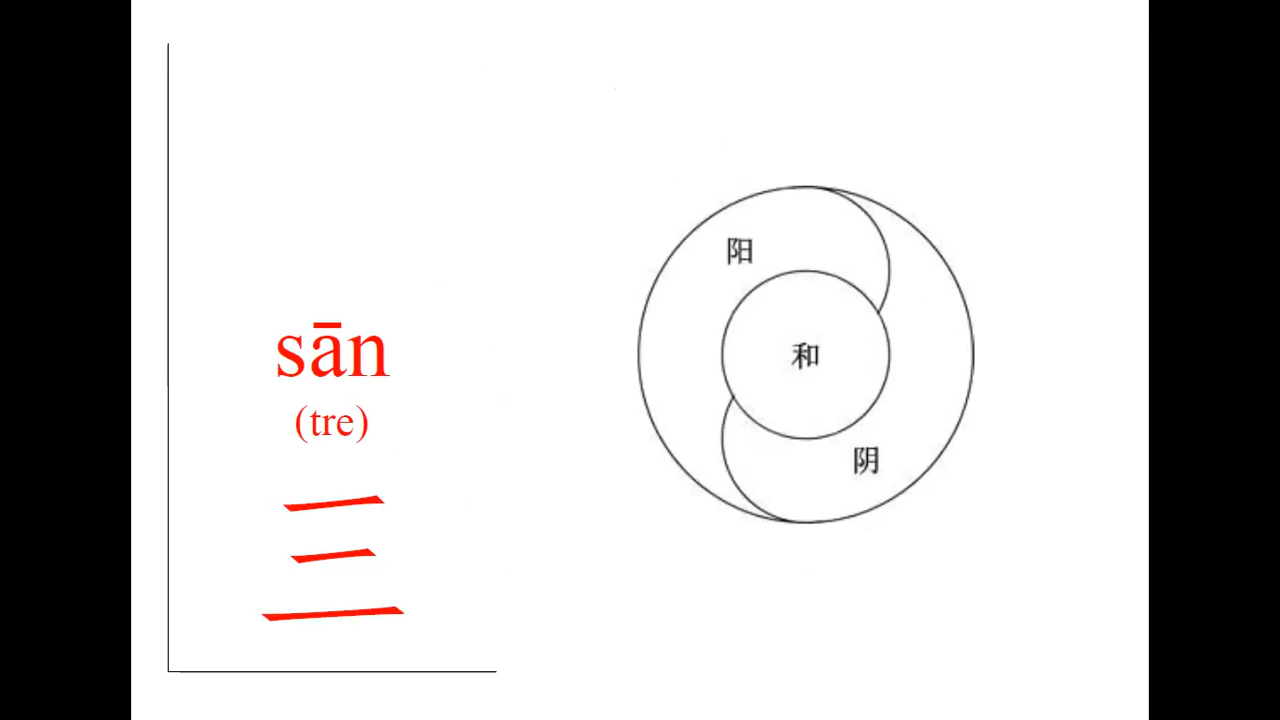 sān
(tre)
三
阳
和
阴